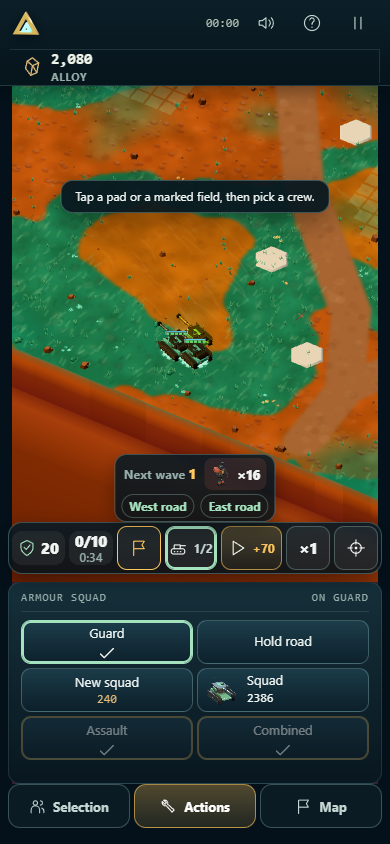 00:00
2,080
ALLOY
Tap a pad or a marked field, then pick a crew.
Next wave 1 ×16
West road East road
20 0/10 0:34 1/2 +70 ×1
ARMOUR SQUAD ON GUARD
Guard Hold road
New squad 240 Squad 2386
Assault Combined
Selection Actions Map